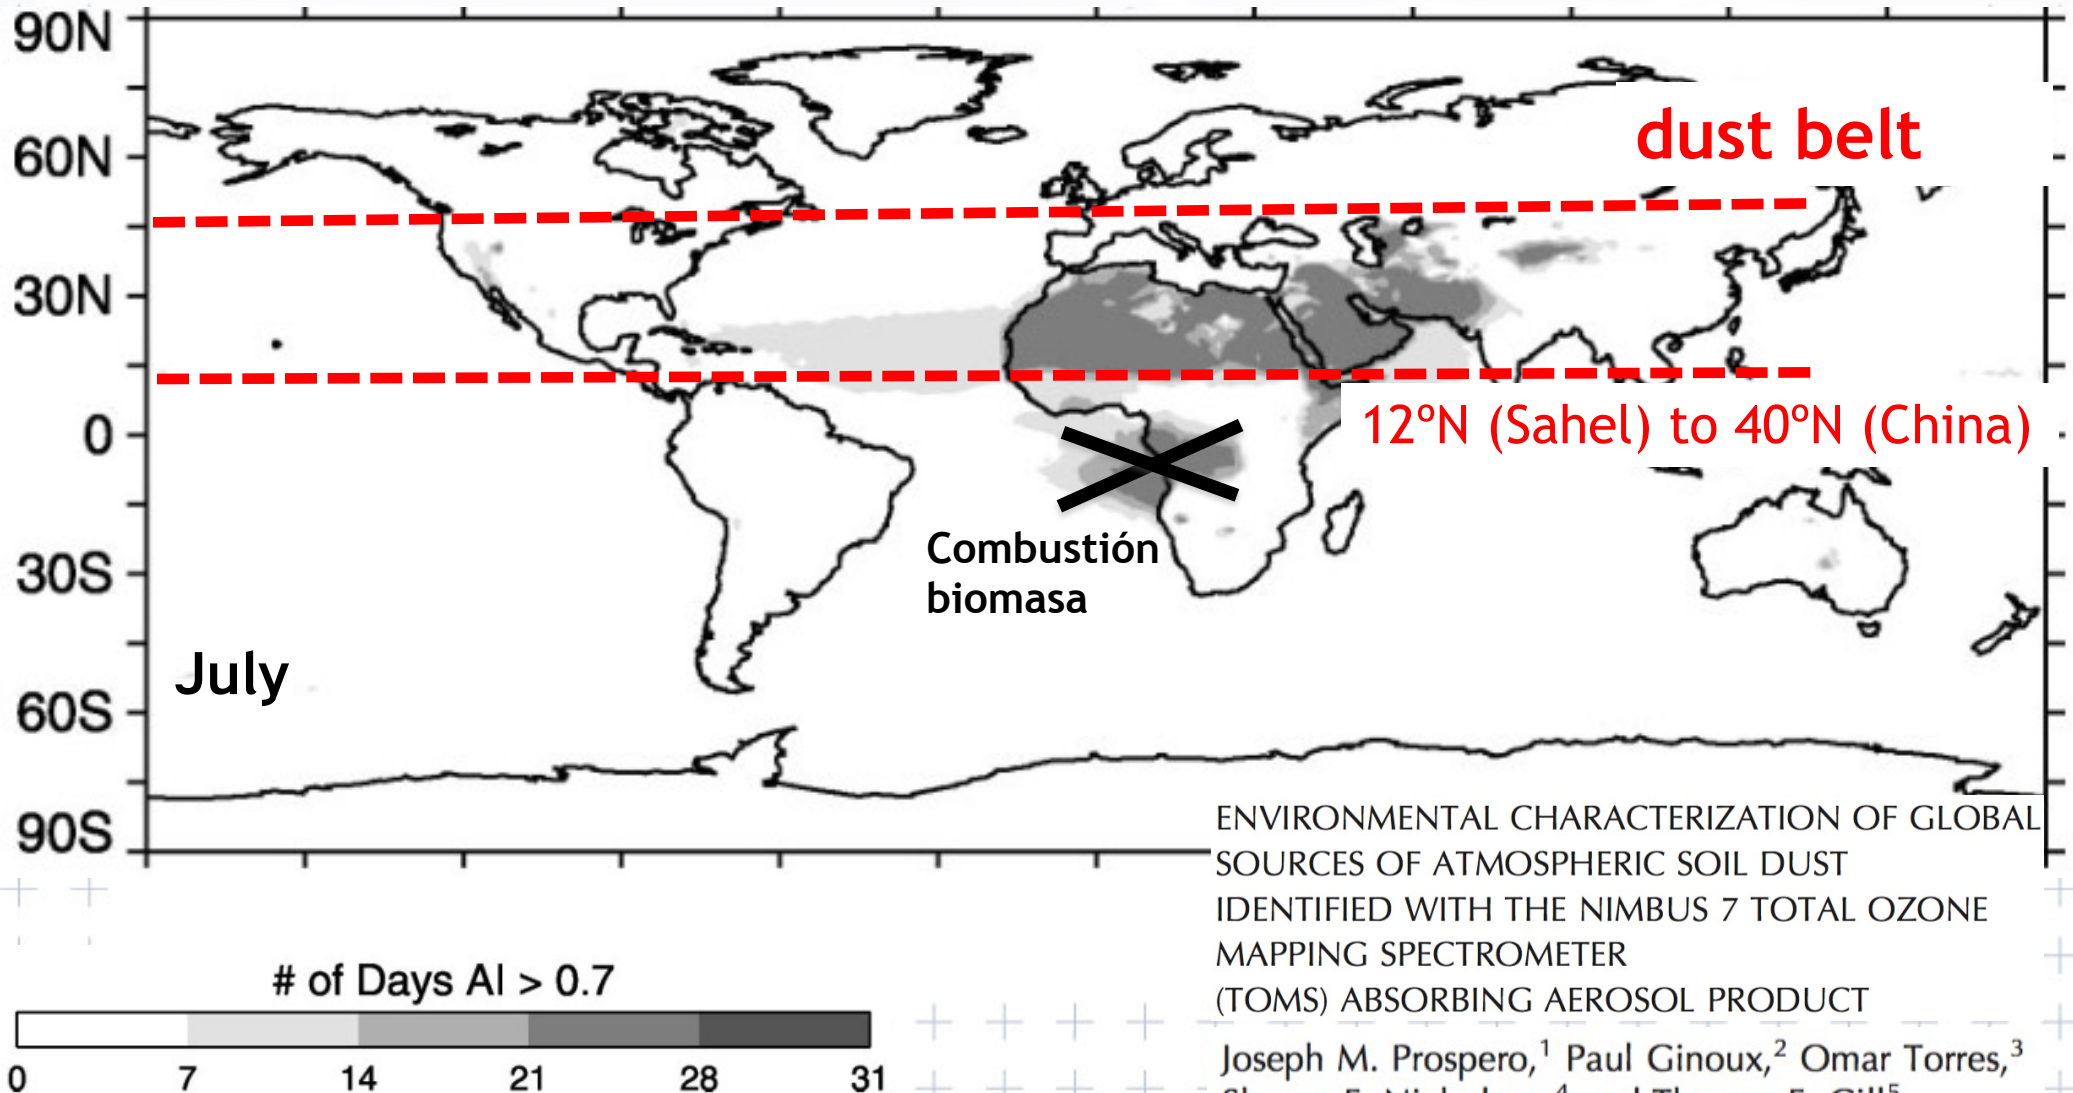 90N
60N
30N
0
30S
60S
90S
dust belt
12ºN (Sahel) to 40ºN (China)
Combustión
biomasa
July
ENVIRONMENTAL CHARACTERIZATION OF GLOBAL
SOURCES OF ATMOSPHERIC SOIL DUST
IDENTIFIED WITH THE NIMBUS 7 TOTAL OZONE
MAPPING SPECTROMETER
(TOMS) ABSORBING AEROSOL PRODUCT
Joseph M. Prospero,¹ Paul Ginoux,² Omar Torres,³
# of Days AI > 0.7
0 7 14 21 28 31